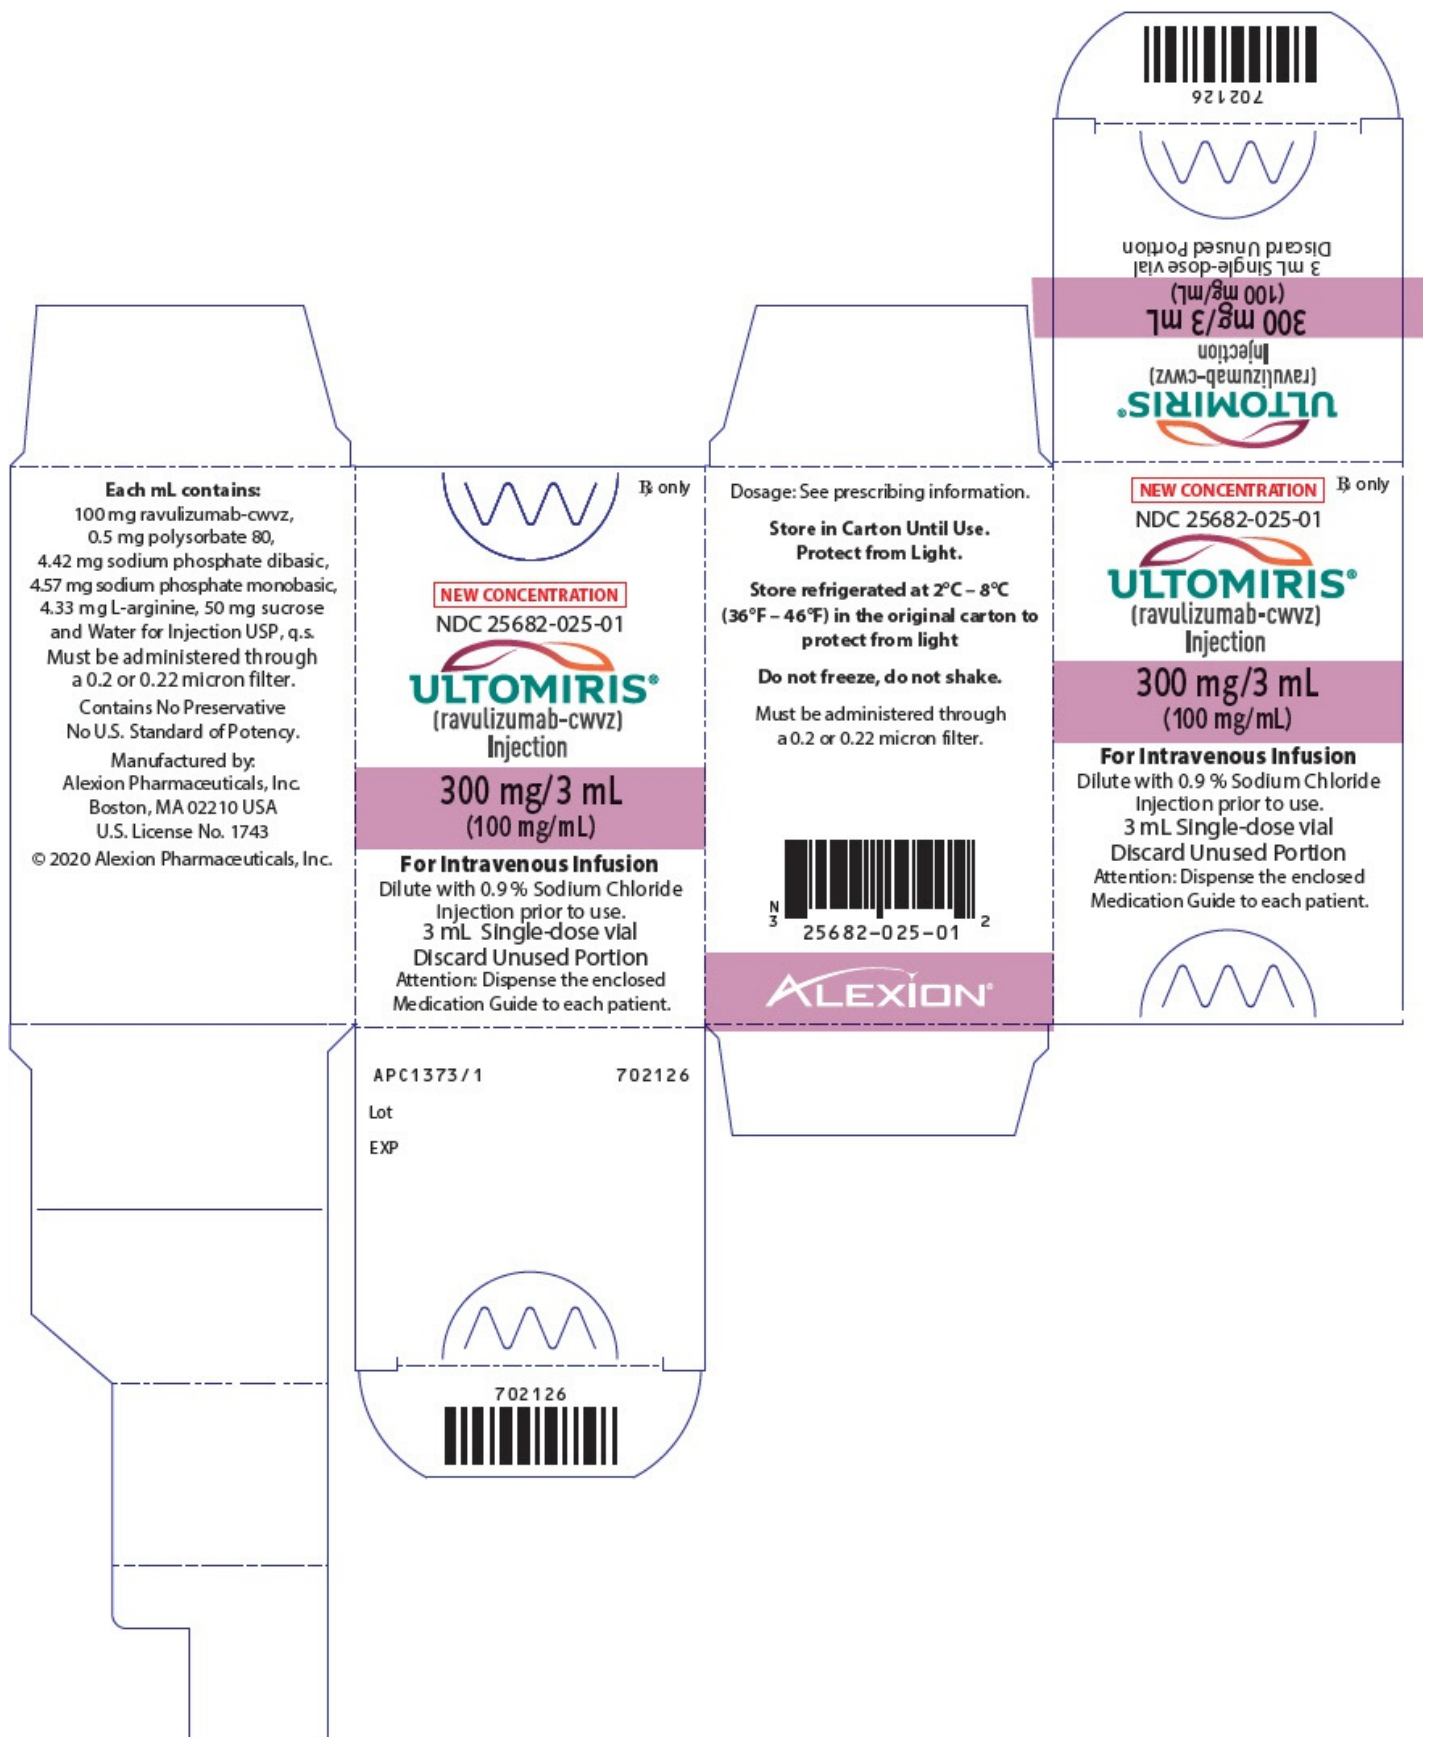 702126
Discard Unused Portion
3 mL Single-dose vial
(100 mg/mL)
300 mg/3 mL
Injection
(ravulizumab-cwvz)
ULTOMIRIS®
Each mL contains:
100 mg ravulizumab-cwvz,
0.5 mg polysorbate 80,
4.42 mg sodium phosphate dibasic,
4.57 mg sodium phosphate monobasic,
4.33 mg L-arginine, 50 mg sucrose
and Water for Injection USP, q.s.
Must be administered through
a 0.2 or 0.22 micron filter.
Contains No Preservative
No U.S. Standard of Potency.
Manufactured by:
Alexion Pharmaceuticals, Inc.
Boston, MA 02210 USA
U.S. License No. 1743
© 2020 Alexion Pharmaceuticals, Inc.
℞ only
NEW CONCENTRATION
NDC 25682-025-01
ULTOMIRIS®
(ravulizumab-cwvz)
Injection
300 mg/3 mL
(100 mg/mL)
For Intravenous Infusion
Dilute with 0.9 % Sodium Chloride
Injection prior to use.
3 mL Single-dose vial
Discard Unused Portion
Attention: Dispense the enclosed
Medication Guide to each patient.
Dosage: See prescribing information.
Store in Carton Until Use.
Protect from Light.
Store refrigerated at 2°C – 8°C
(36°F – 46°F) in the original carton to
protect from light
Do not freeze, do not shake.
Must be administered through
a 0.2 or 0.22 micron filter.
N
3 25682-025-01 2
ALEXION®
NEW CONCENTRATION ℞ only
NDC 25682-025-01
ULTOMIRIS®
(ravulizumab-cwvz)
Injection
300 mg/3 mL
(100 mg/mL)
For Intravenous Infusion
Dilute with 0.9 % Sodium Chloride
Injection prior to use.
3 mL Single-dose vial
Discard Unused Portion
Attention: Dispense the enclosed
Medication Guide to each patient.
APC1373/1 702126
Lot
EXP
702126